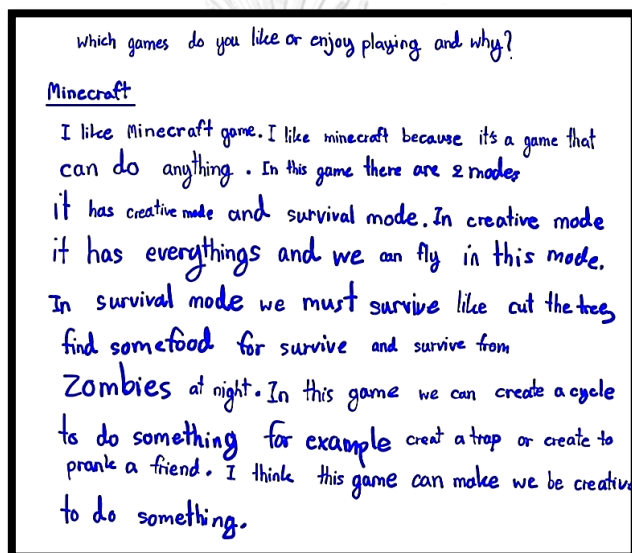 Which games do you like or enjoy playing and why?
Minecraft
I like Minecraft game. I like minecraft because it's a game that
can do anything. In this game there are 2 modes
it has creative mode and survival mode. In creative mode
it has everythings and we can fly in this mode.
In survival mode we must survive like cut the trees
find somefood for survive and survive from
Zombies at night. In this game we can create a cycle
to do something for example creat a trap or create to
prank a friend. I think this game can make we be creative
to do something.